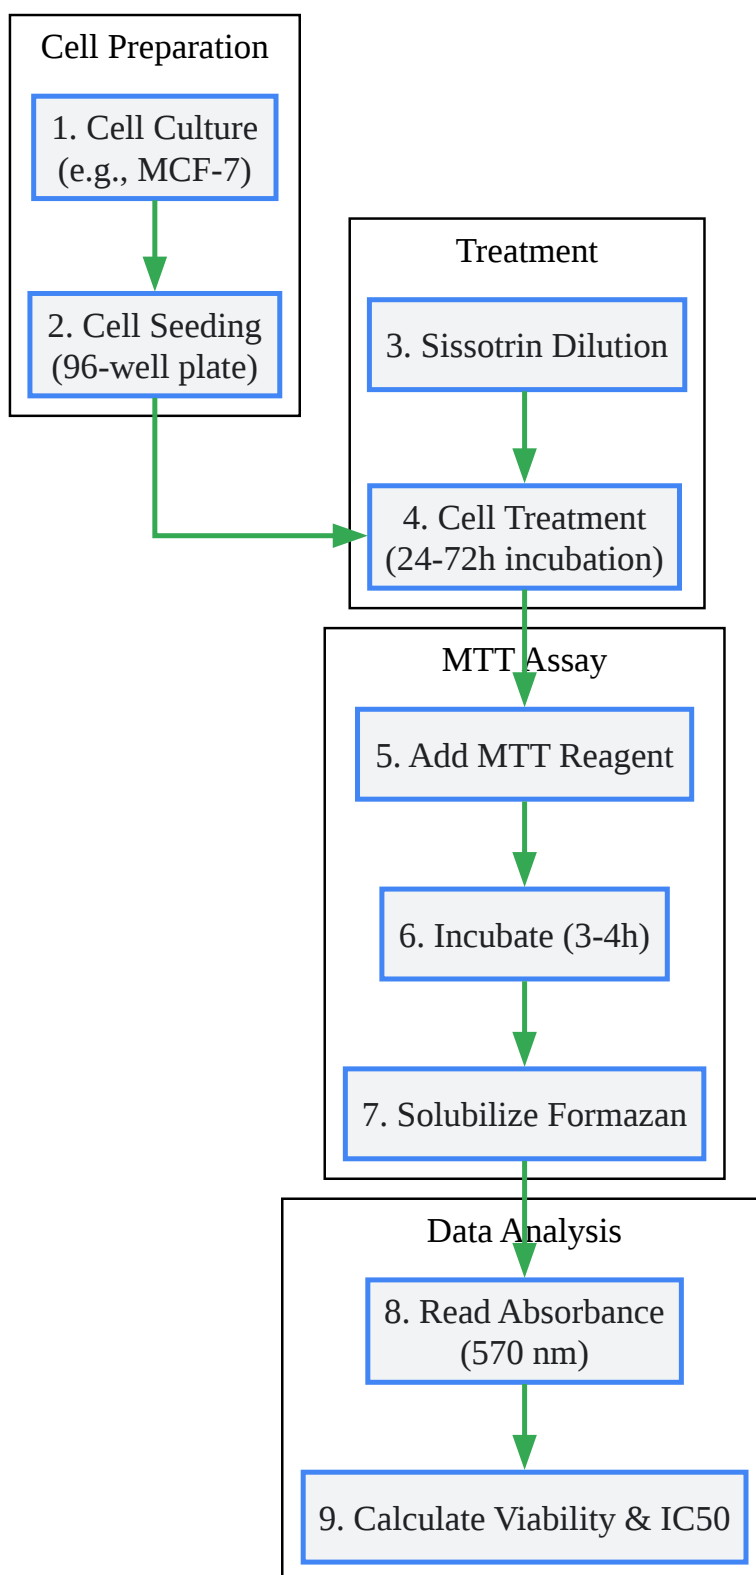 Cell Preparation
1. Cell Culture
(e.g., MCF-7)
2. Cell Seeding
(96-well plate)
Treatment
3. Sissotrin Dilution
4. Cell Treatment
(24-72h incubation)
MTT Assay
5. Add MTT Reagent
6. Incubate (3-4h)
7. Solubilize Formazan
Data Analysis
8. Read Absorbance
(570 nm)
9. Calculate Viability & IC50